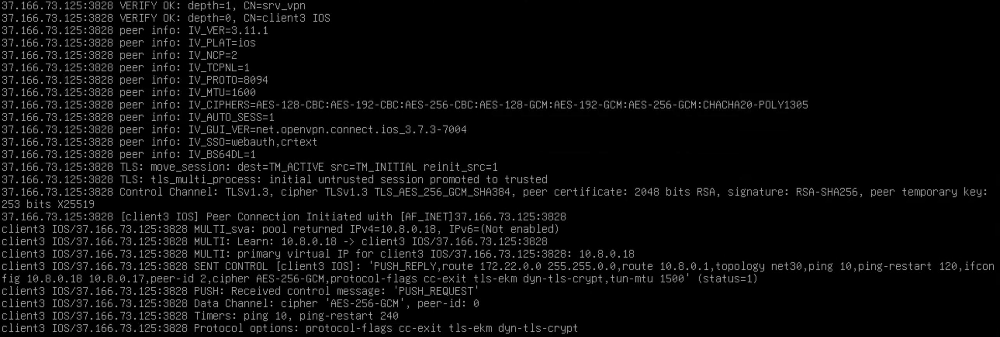 37.166.73.125:3828 VERIFY OK: depth=1, CN=srv_vpn
37.166.73.125:3828 VERIFY OK: depth=0, CN=client3 IOS
37.166.73.125:3828 peer info: IV_VER=3.11.1
37.166.73.125:3828 peer info: IV_PLAT=ios
37.166.73.125:3828 peer info: IV_NCP=2
37.166.73.125:3828 peer info: IV_TCPNL=1
37.166.73.125:3828 peer info: IV_PROTO=8094
37.166.73.125:3828 peer info: IV_MTU=1600
37.166.73.125:3828 peer info: IV_CIPHERS=AES-128-CBC:AES-192-CBC:AES-256-CBC:AES-128-GCM:AES-192-GCM:AES-256-GCM:CHACHA20-POLY1305
37.166.73.125:3828 peer info: IV_AUTO_SESS=1
37.166.73.125:3828 peer info: IV_GUI_VER=net.openvpn.connect.ios_3.7.3-7004
37.166.73.125:3828 peer info: IV_SSO=webauth,crtext
37.166.73.125:3828 peer info: IV_BS64DL=1
37.166.73.125:3828 TLS: move_session: dest=TM_ACTIVE src=TM_INITIAL reinit_src=1
37.166.73.125:3828 TLS: tls_multi_process: initial untrusted session promoted to trusted
37.166.73.125:3828 Control Channel: TLSv1.3, cipher TLSv1.3 TLS_AES_256_GCM_SHA384, peer certificate: 2048 bits RSA, signature: RSA-SHA256, peer temporary key:
253 bits X25519
37.166.73.125:3828 [client3 IOS] Peer Connection Initiated with [AF_INET]37.166.73.125:3828
client3 IOS/37.166.73.125:3828 MULTI_sva: pool returned IPv4=10.8.0.18, IPv6=(Not enabled)
client3 IOS/37.166.73.125:3828 MULTI: Learn: 10.8.0.18 -> client3 IOS/37.166.73.125:3828
client3 IOS/37.166.73.125:3828 MULTI: primary virtual IP for client3 IOS/37.166.73.125:3828: 10.8.0.18
client3 IOS/37.166.73.125:3828 SENT CONTROL [client3 IOS]: 'PUSH_REPLY,route 172.22.0.0 255.255.0.0,route 10.8.0.1,topology net30,ping 10,ping-restart 120,ifcon
fig 10.8.0.18 10.8.0.17,peer-id 2,cipher AES-256-GCM,protocol-flags cc-exit tls-ekm dyn-tls-crypt,tun-mtu 1500' (status=1)
client3 IOS/37.166.73.125:3828 PUSH: Received control message: 'PUSH_REQUEST'
client3 IOS/37.166.73.125:3828 Data Channel: cipher 'AES-256-GCM', peer-id: 0
client3 IOS/37.166.73.125:3828 Timers: ping 10, ping-restart 240
client3 IOS/37.166.73.125:3828 Protocol options: protocol-flags cc-exit tls-ekm dyn-tls-crypt